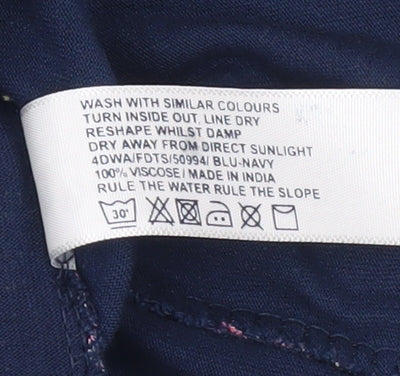 WASH WITH SIMILAR COLOURS
TURN INSIDE OUT, LINE DRY
RESHAPE WHILST DAMP
DRY AWAY FROM DIRECT SUNLIGHT
4DWA/FDTS/50994/ BLU-NAVY
100% VISCOSE/ MADE IN INDIA
RULE THE WATER RULE THE SLOPE
30°